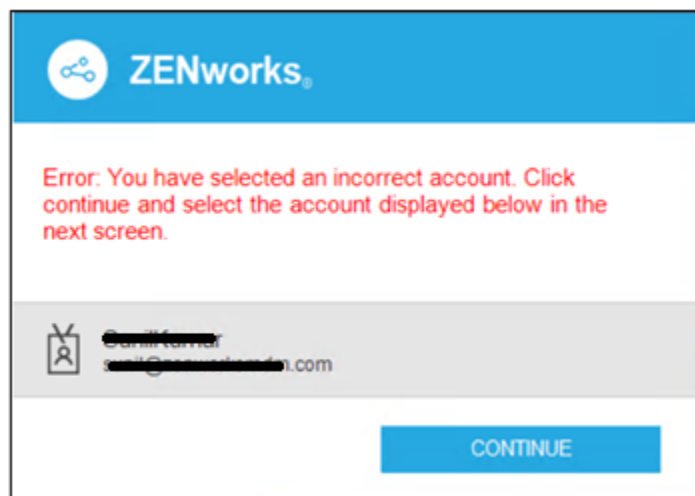 ZENworks®
Error: You have selected an incorrect account. Click
continue and select the account displayed below in the
next screen.
CONTINUE